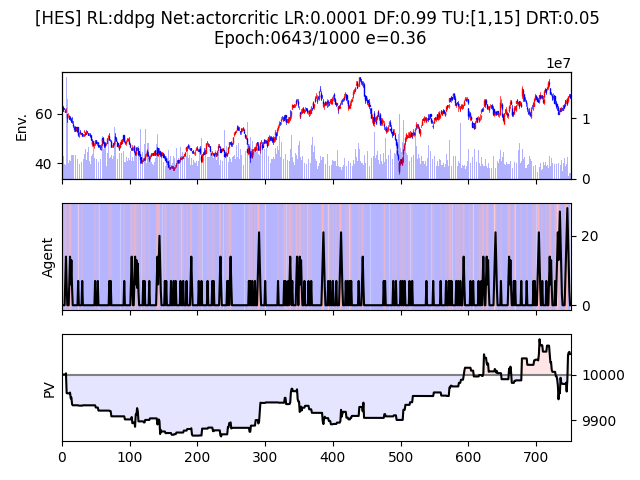 [HES] RL:ddpg Net:actorcritic LR:0.0001 DF:0.99 TU:[1,15] DRT:0.05
Epoch:0643/1000 e=0.36
1e7
Env.
60
40
1
0
Agent
20
0
PV
10000
9900
0 100 200 300 400 500 600 700